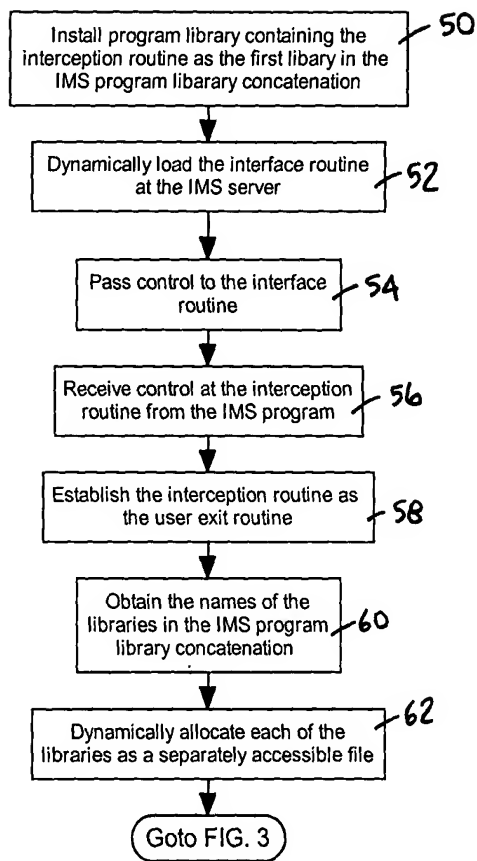 Install program library containing the
interception routine as the first libary in the
IMS program libarary concatenation
50
Dynamically load the interface routine
at the IMS server
52
Pass control to the interface
routine
54
Receive control at the interception
routine from the IMS program
56
Establish the interception routine as
the user exit routine
58
Obtain the names of the
libraries in the IMS program
library concatenation
60
Dynamically allocate each of the
libraries as a separately accessible file
62
Goto FIG. 3